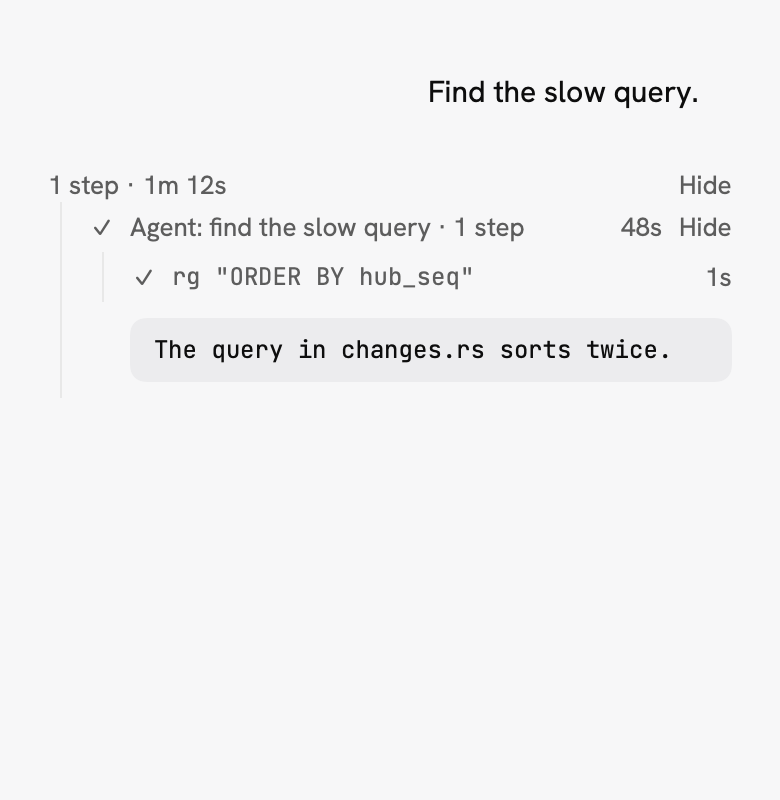 Find the slow query.
1 step · 1m 12s Hide
✓ Agent: find the slow query · 1 step 48s Hide
✓ rg "ORDER BY hub_seq" 1s
The query in changes.rs sorts twice.